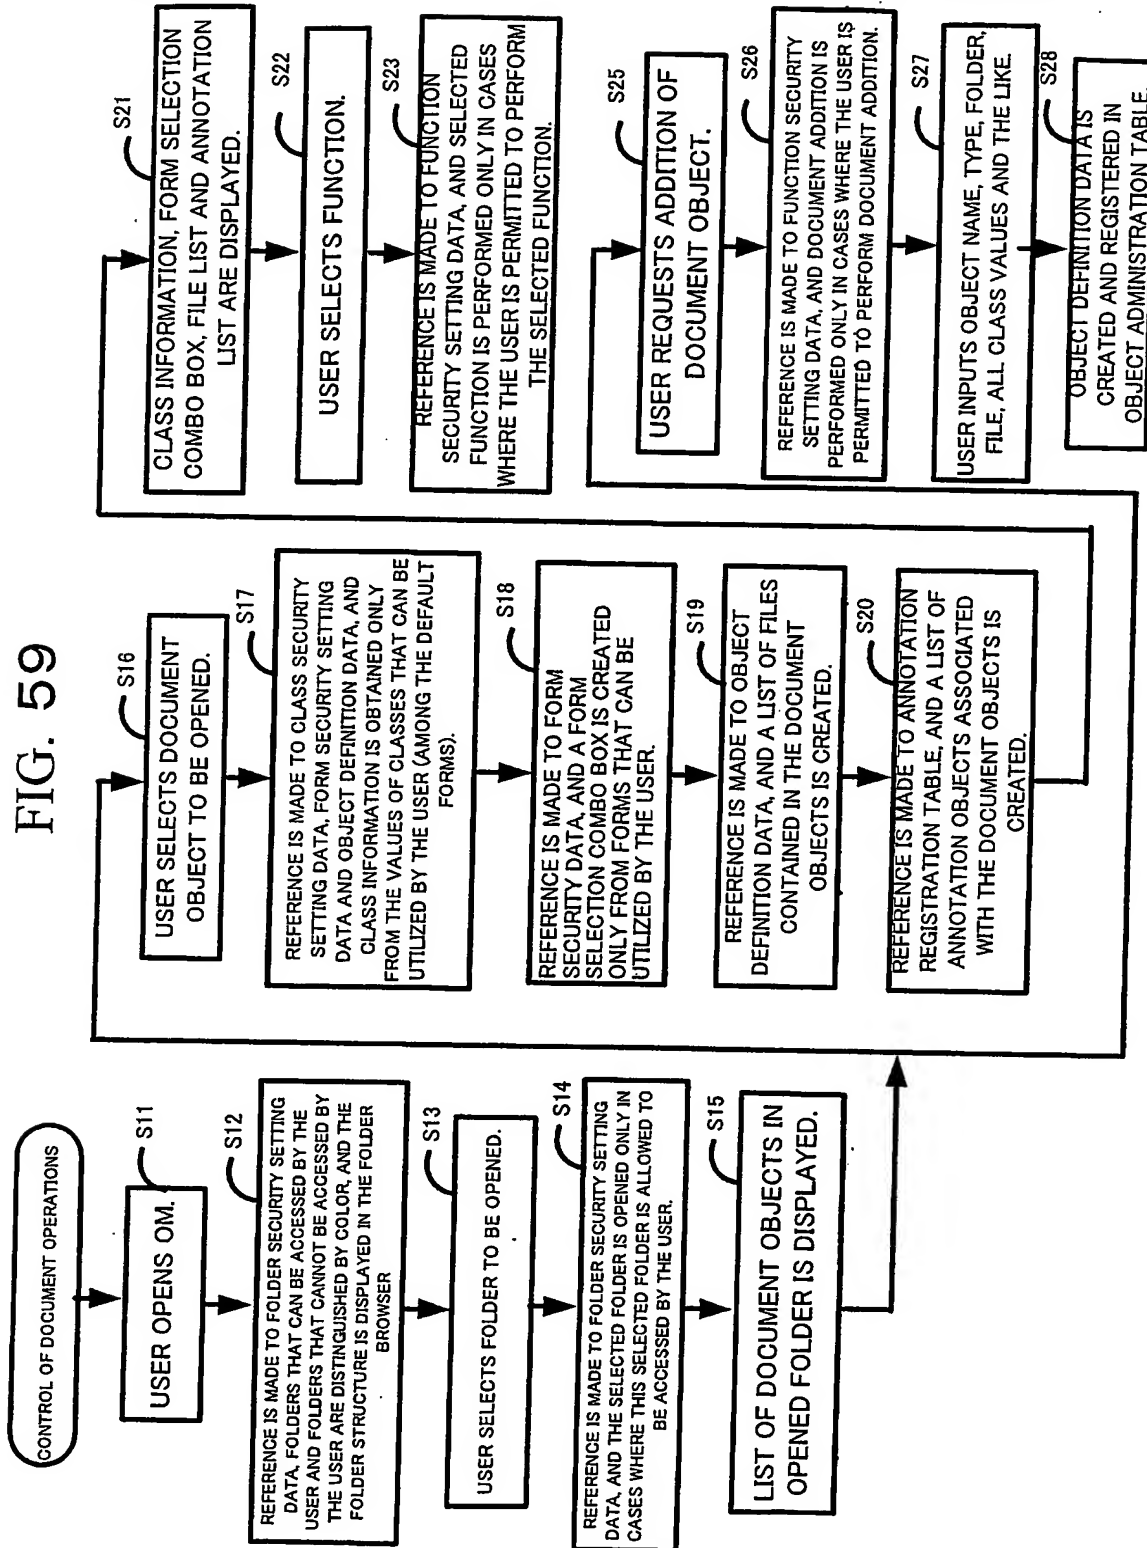 FIG. 59
CONTROL OF DOCUMENT OPERATIONS
S11
USER OPENS OM.
S12
REFERENCE IS MADE TO FOLDER SECURITY SETTING
DATA, FOLDERS THAT CAN BE ACCESSED BY THE
USER AND FOLDERS THAT CANNOT BE ACCESSED BY
THE USER ARE DISTINGUISHED BY COLOR, AND THE
FOLDER STRUCTURE IS DISPLAYED IN THE FOLDER
BROWSER
S13
USER SELECTS FOLDER TO BE OPENED.
S14
REFERENCE IS MADE TO FOLDER SECURITY SETTING
DATA, AND THE SELECTED FOLDER IS OPENED ONLY IN
CASES WHERE THIS SELECTED FOLDER IS ALLOWED TO
BE ACCESSED BY THE USER.
S15
LIST OF DOCUMENT OBJECTS IN
OPENED FOLDER IS DISPLAYED.
S16
USER SELECTS DOCUMENT
OBJECT TO BE OPENED.
S17
REFERENCE IS MADE TO CLASS SECURITY
SETTING DATA, FORM SECURITY SETTING
DATA AND OBJECT DEFINITION DATA, AND
CLASS INFORMATION IS OBTAINED ONLY
FROM THE VALUES OF CLASSES THAT CAN BE
UTILIZED BY THE USER (AMONG THE DEFAULT
FORMS).
S18
REFERENCE IS MADE TO FORM
SECURITY DATA, AND A FORM
SELECTION COMBO BOX IS CREATED
ONLY FROM FORMS THAT CAN BE
UTILIZED BY THE USER.
S19
REFERENCE IS MADE TO OBJECT
DEFINITION DATA, AND A LIST OF FILES
CONTAINED IN THE DOCUMENT
OBJECTS IS CREATED.
S20
REFERENCE IS MADE TO ANNOTATION
REGISTRATION TABLE, AND A LIST OF
ANNOTATION OBJECTS ASSOCIATED
WITH THE DOCUMENT OBJECTS IS
CREATED.
S21
CLASS INFORMATION, FORM SELECTION
COMBO BOX, FILE LIST AND ANNOTATION
LIST ARE DISPLAYED.
S22
USER SELECTS FUNCTION.
S23
REFERENCE IS MADE TO FUNCTION
SECURITY SETTING DATA, AND SELECTED
FUNCTION IS PERFORMED ONLY IN CASES
WHERE THE USER IS PERMITTED TO PERFORM
THE SELECTED FUNCTION.
S25
USER REQUESTS ADDITION OF
DOCUMENT OBJECT.
S26
REFERENCE IS MADE TO FUNCTION SECURITY
SETTING DATA, AND DOCUMENT ADDITION IS
PERFORMED ONLY IN CASES WHERE THE USER IS
PERMITTED TO PERFORM DOCUMENT ADDITION.
S27
USER INPUTS OBJECT NAME, TYPE, FOLDER,
FILE, ALL CLASS VALUES AND THE LIKE.
S28
OBJECT DEFINITION DATA IS
CREATED AND REGISTERED IN
OBJECT ADMINISTRATION TABLE.